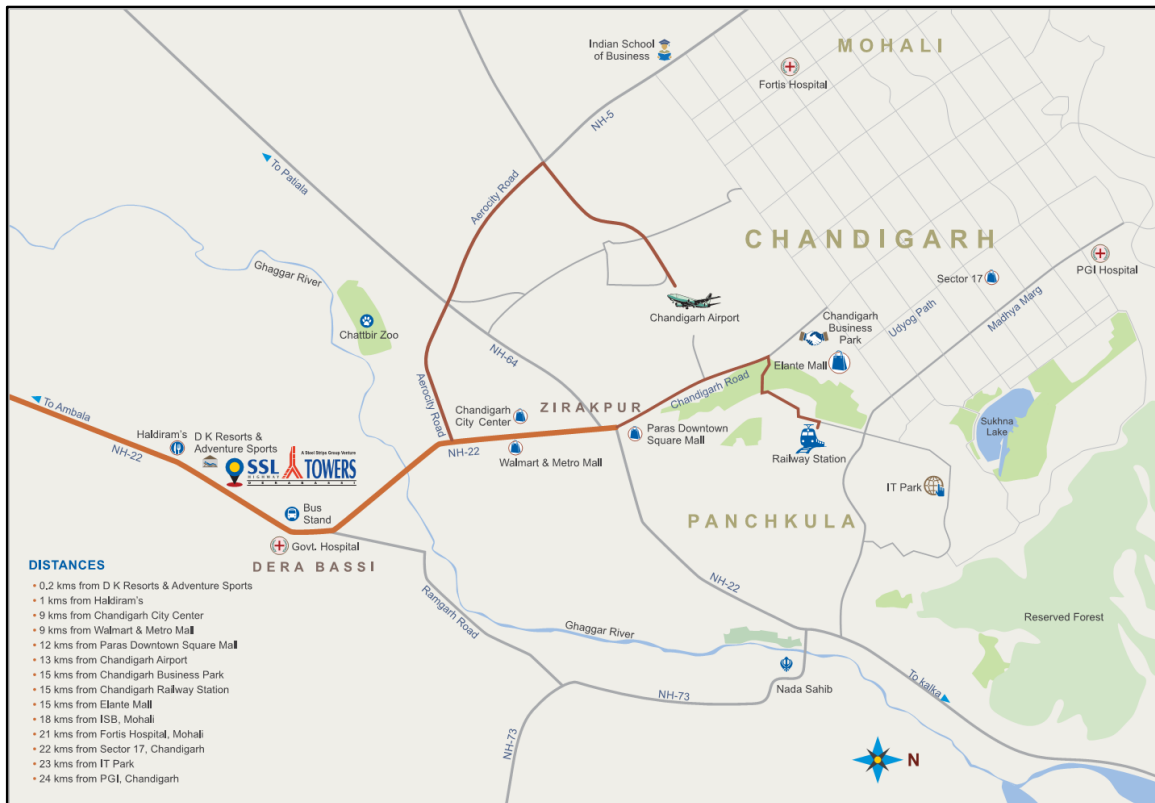 MOHALI
Indian School
of Business
Fortis Hospital
NH-5
To Patiala
Aerocity Road
CHANDIGARH
Ghaggar River
PGI Hospital
Sector 17
Madhya Marg
Udyog Path
Chandigarh Airport
Chandigarh
Business
Park
Chattbir Zoo
NH-64
Elante Mall
Chandigarh Road
Aerocity Road
To Ambala
Chandigarh
City Center
ZIRAKPUR
Paras Downtown
Square Mall
Sukhna
Lake
Haldiram's
D K Resorts &
Adventure Sports
NH-22
NH-22
Walmart & Metro Mall
Railway Station
A Steel Strips Group Venture
SSL
HIGHWAY
TOWERS
DERABASSI
IT Park
Bus
Stand
PANCHKULA
Govt. Hospital
DERA BASSI
NH-22
Ramgarh Road
Reserved Forest
Ghaggar River
Nada Sahib
To kalka
NH-73
NH-73
N
DISTANCES
• 0,2 kms from D K Resorts & Adventure Sports
• 1 kms from Haldiram's
• 9 kms from Chandigarh City Center
• 9 kms from Walmart & Metro Mall
• 12 kms from Paras Downtown Square Mall
• 13 kms from Chandigarh Airport
• 15 kms from Chandigarh Business Park
• 15 kms from Chandigarh Railway Station
• 15 kms from Elante Mall
• 18 kms from ISB, Mohali
• 21 kms from Fortis Hospital, Mohali
• 22 kms from Sector 17, Chandigarh
• 23 kms from IT Park
• 24 kms from PGI, Chandigarh